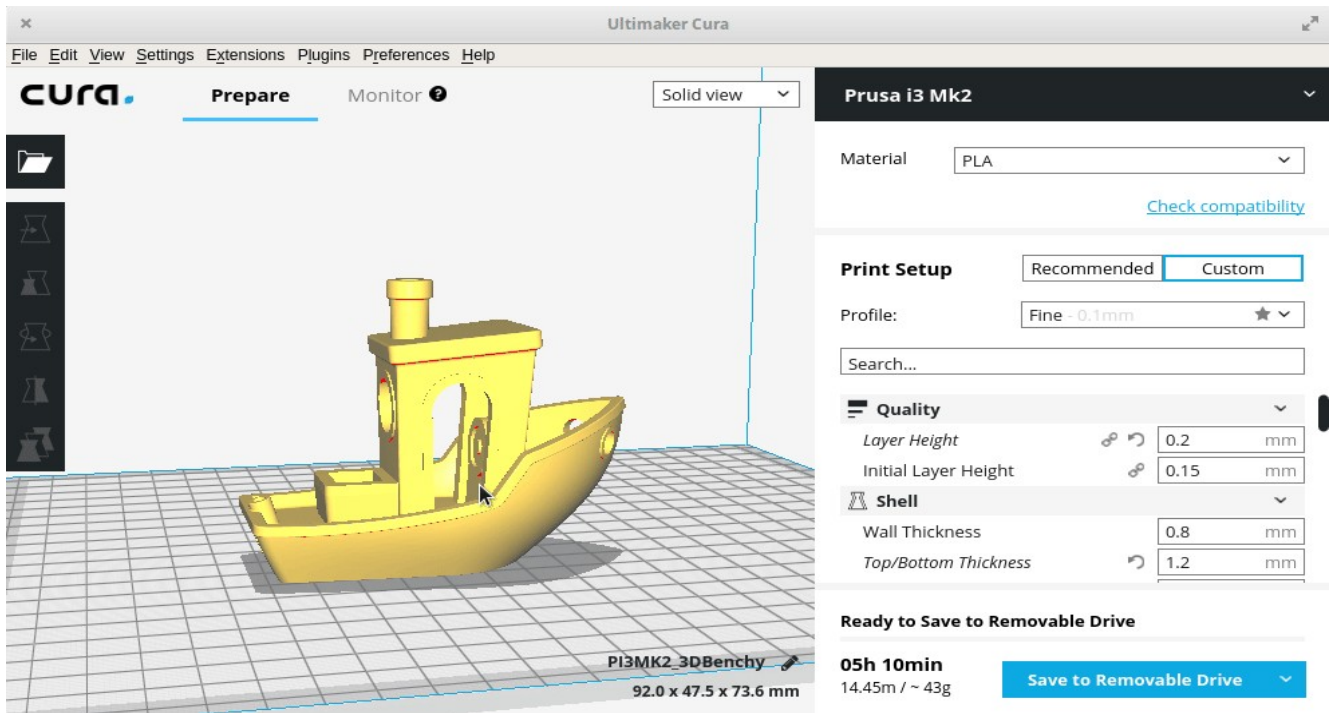 Ultimaker Cura
File Edit View Settings Extensions Plugins Preferences Help
cura.
Prepare
Monitor ?
Solid view
Prusa i3 Mk2
Material
PLA
Check compatibility
Print Setup
Recommended
Custom
Profile:
Fine - 0.1mm
Search...
Quality
Layer Height
0.2 mm
Initial Layer Height
0.15 mm
Shell
Wall Thickness
0.8 mm
Top/Bottom Thickness
1.2 mm
PI3MK2_3DBenchy
92.0 x 47.5 x 73.6 mm
Ready to Save to Removable Drive
05h 10min
14.45m / ~ 43g
Save to Removable Drive